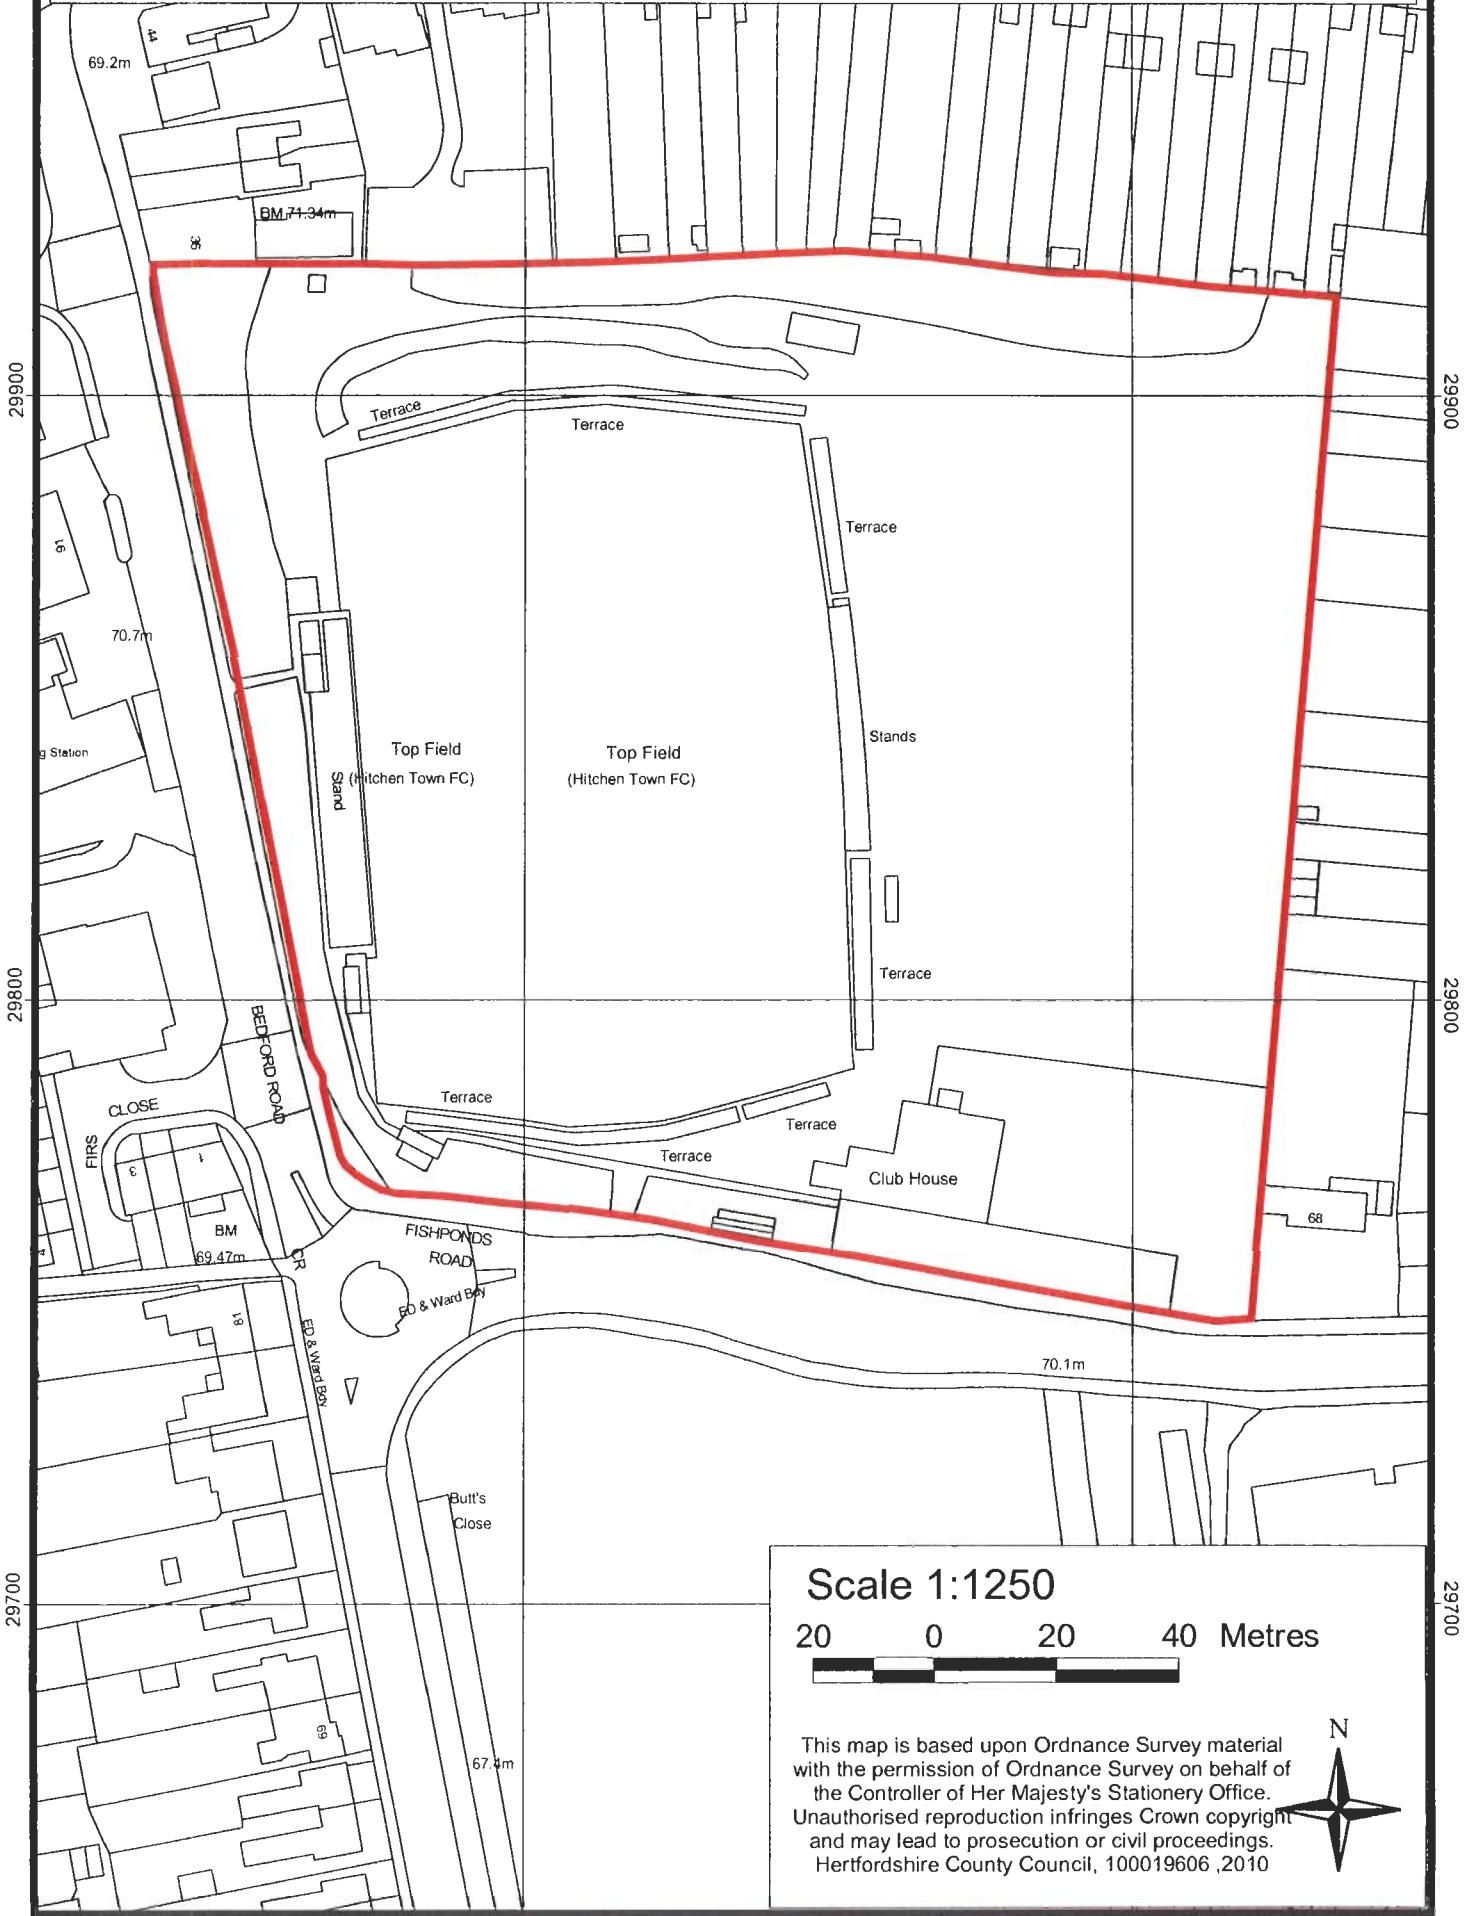 44
69.2m
BM 71.34m
36
29900
29900
Terrace
Terrace
Terrace
91
70.7m
g Station
Stand
Top Field
(Hitchen Town FC)
Top Field
(Hitchen Town FC)
Stands
Terrace
29800
29800
BEDFORD ROAD
CLOSE
FIRS
3
1
Terrace
Terrace
Terrace
Club House
68
BM
69.47m
CR
FISHPONDS
ROAD
ED & Ward Bdy
ED & Ward Bdy
81
70.1m
Butt's
Close
29700
29700
69
67.4m
Scale 1:1250
20 0 20 40 Metres
N
This map is based upon Ordnance Survey material
with the permission of Ordnance Survey on behalf of
the Controller of Her Majesty's Stationery Office.
Unauthorised reproduction infringes Crown copyright
and may lead to prosecution or civil proceedings.
Hertfordshire County Council, 100019606 ,2010